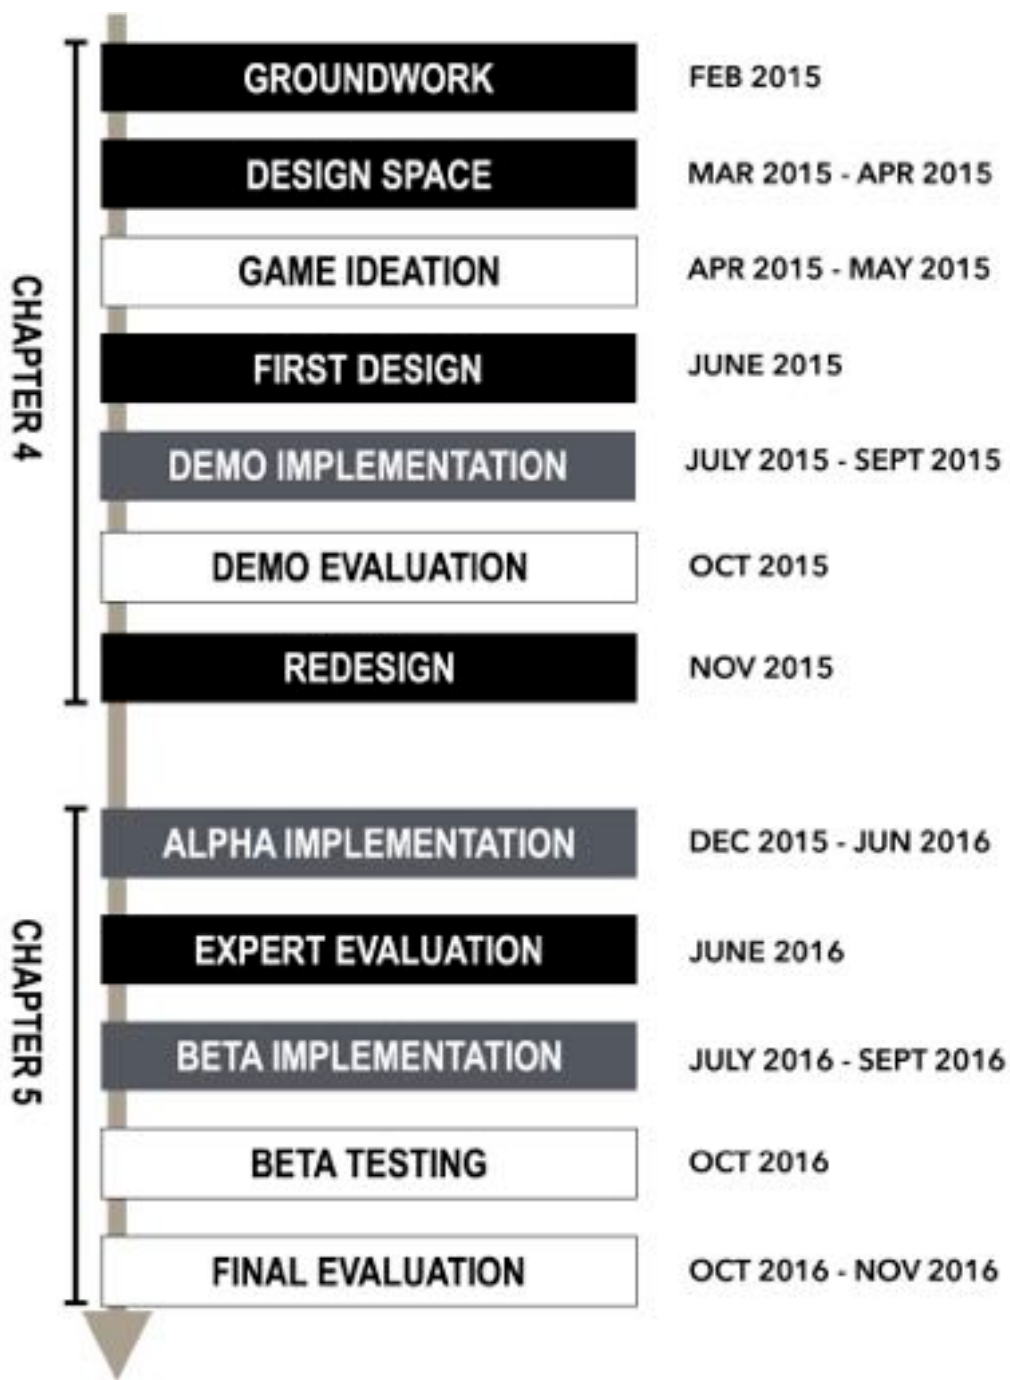 CHAPTER 4
GROUNDWORK FEB 2015
DESIGN SPACE MAR 2015 - APR 2015
GAME IDEATION APR 2015 - MAY 2015
FIRST DESIGN JUNE 2015
DEMO IMPLEMENTATION JULY 2015 - SEPT 2015
DEMO EVALUATION OCT 2015
REDESIGN NOV 2015
CHAPTER 5
ALPHA IMPLEMENTATION DEC 2015 - JUN 2016
EXPERT EVALUATION JUNE 2016
BETA IMPLEMENTATION JULY 2016 - SEPT 2016
BETA TESTING OCT 2016
FINAL EVALUATION OCT 2016 - NOV 2016